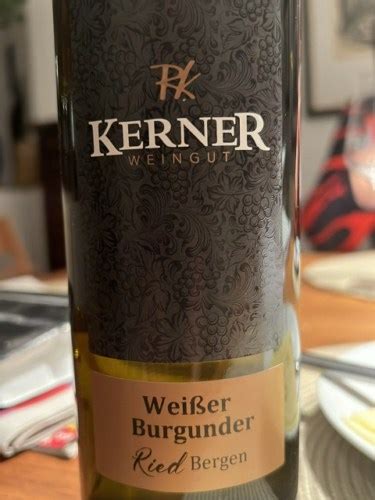 RK
KERNER
WEINGUT
Weißer
Burgunder
Ried Bergen